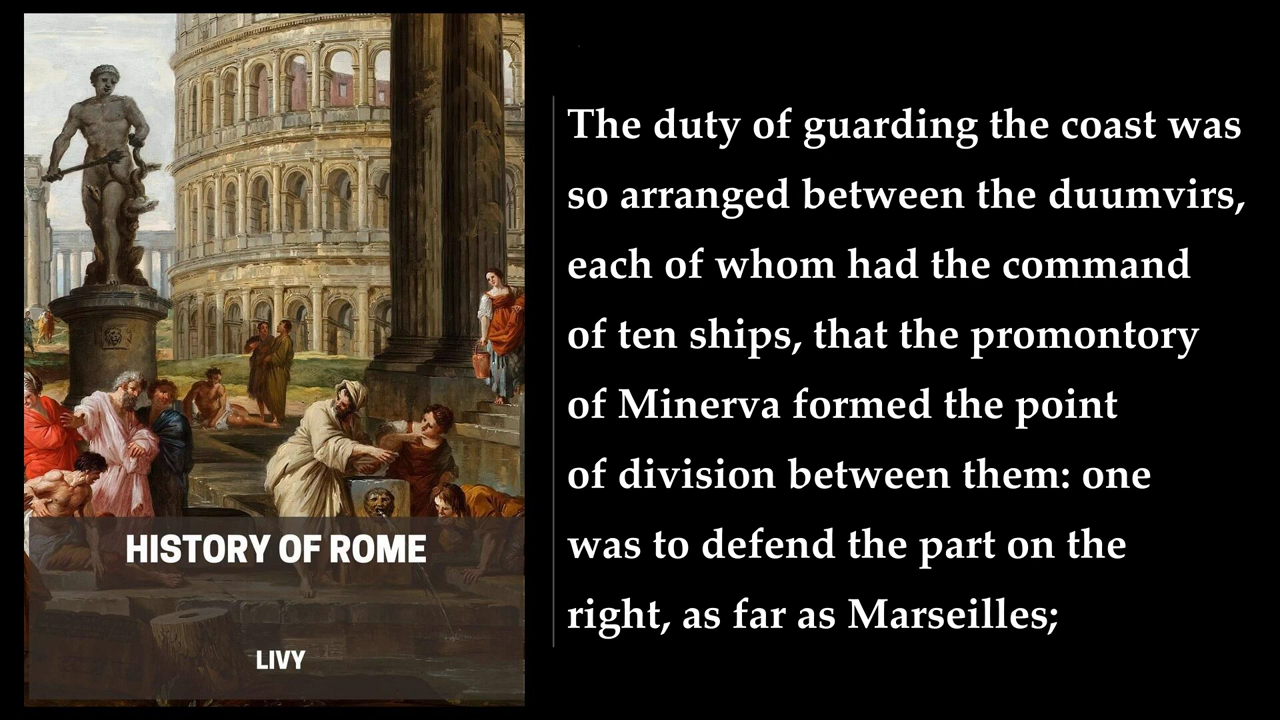 HISTORY OF ROME
LIVY
The duty of guarding the coast was
so arranged between the duumvirs,
each of whom had the command
of ten ships, that the promontory
of Minerva formed the point
of division between them: one
was to defend the part on the
right, as far as Marseilles;